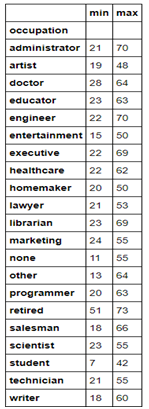 min max
occupation
administrator 21 70
artist 19 48
doctor 28 64
educator 23 63
engineer 22 70
entertainment 15 50
executive 22 69
healthcare 22 62
homemaker 20 50
lawyer 21 53
librarian 23 69
marketing 24 55
none 11 55
other 13 64
programmer 20 63
retired 51 73
salesman 18 66
scientist 23 55
student 7 42
technician 21 55
writer 18 60